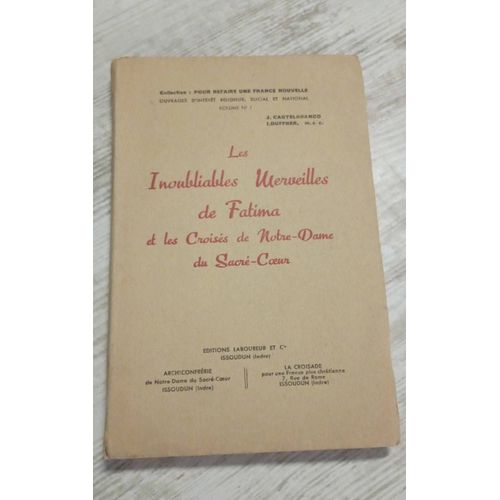 Collection : POUR REFAIRE UNE FRANCE NOUVELLE
OUVRAGES D'INTÉRÊT RELIGIEUX, SOCIAL ET NATIONAL
VOLUME N° 1
J. CASTELBRANCO
I. DUFFNER, M. S. C.
Les
Inoubliables Merveilles
de Fatima
et les Croisés de Notre-Dame
du Sacré-Cœur
EDITIONS LABOUREUR ET Cie
ISSOUDUN (Indre)
ARCHICONFRÉRIE
de Notre-Dame du Sacré-Cœur
ISSOUDUN (Indre)
LA CROISADE
pour une France plus chrétienne
7, Rue de Rome
ISSOUDUN (Indre)